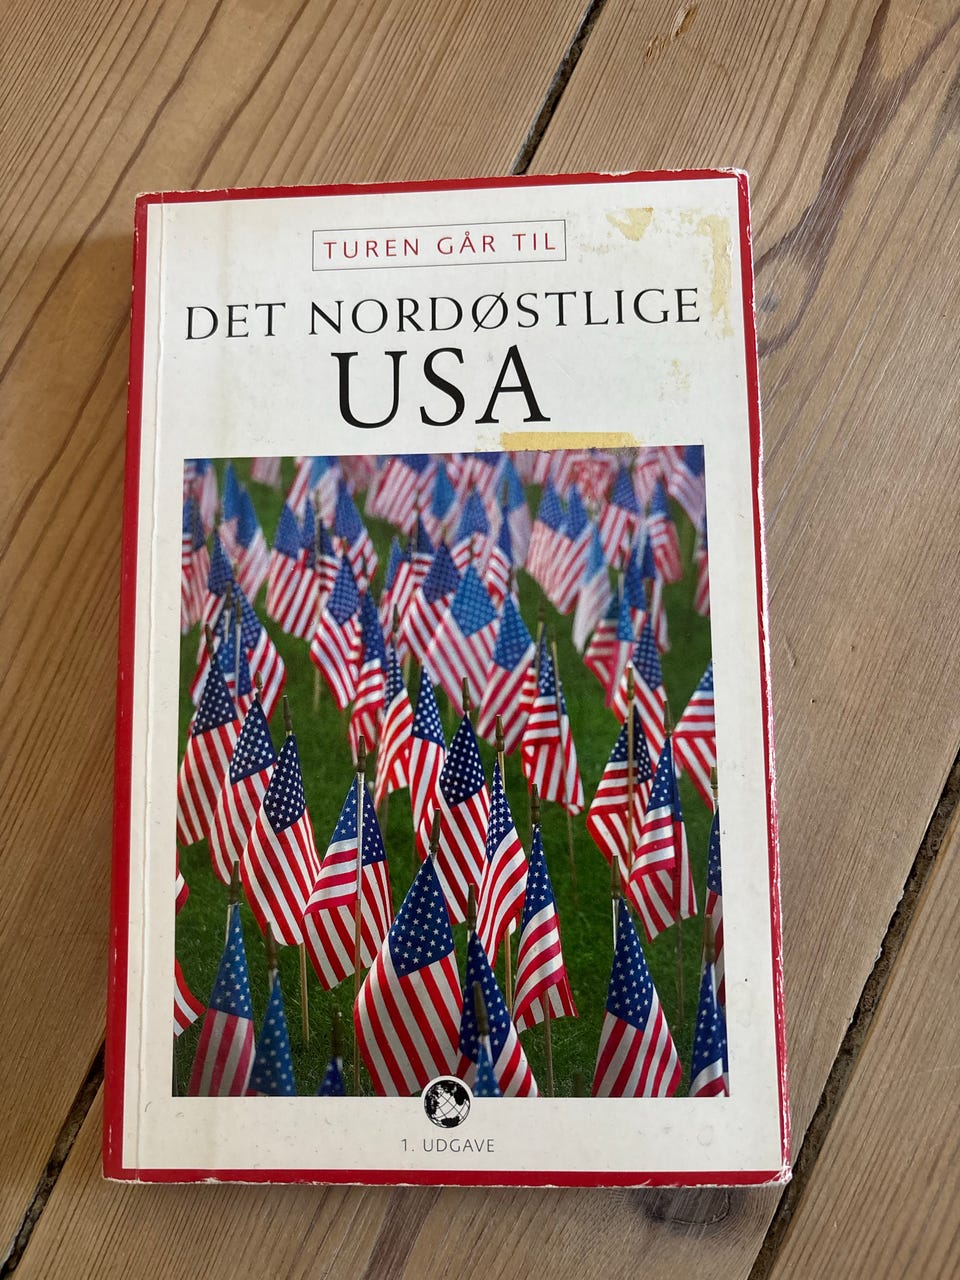 TUREN GÅR TIL
DET NORDØSTLIGE
USA
1. UDGAVE